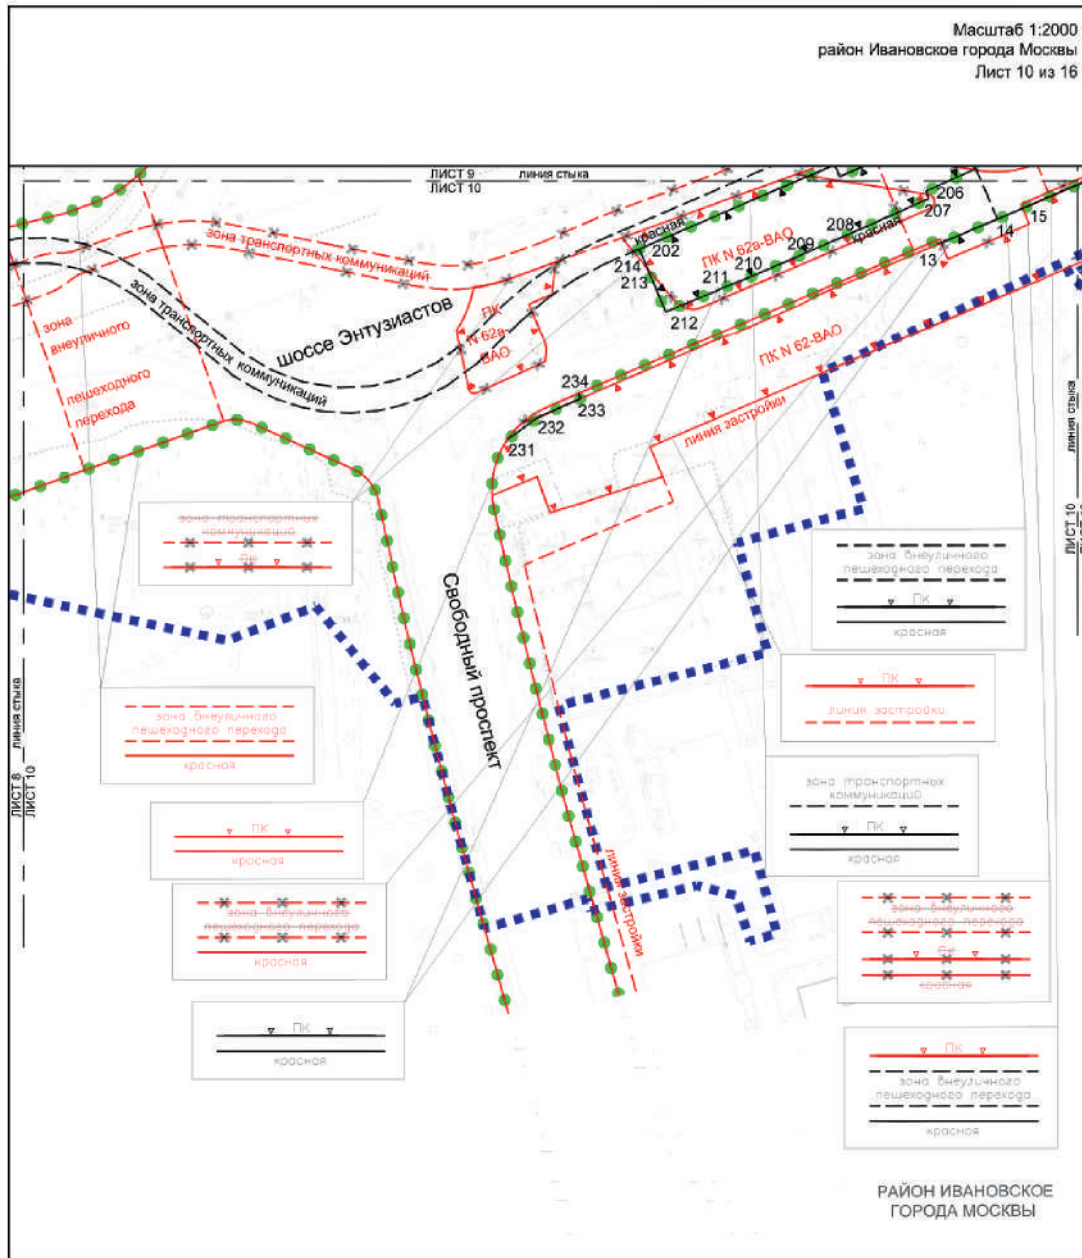 Масштаб 1:2000
район Ивановское города Москвы
Лист 10 из 16
ЛИСТ 9
линия стыка
ЛИСТ 10
206
207
15
14
13
208
209
210
211
212
213
214
202
красная
красная
ПК N 62а-ВАО
зона транспортных коммуникаций
зона транспортных коммуникаций
шоссе Энтузиастов
ПК
N 62а-
ВАО
зона
внеуличного
пешеходного
перехода
ПК N 62-ВАО
линия застройки
234
233
232
231
линия стыка
ЛИСТ 10
зона транспортных
коммуникаций
ПК
Свободный проспект
зона внеуличного
пешеходного перехода
ПК
красная
ПК
линия застройки
зона внеуличного
пешеходного перехода
красная
линия стыка
ЛИСТ 8
ЛИСТ 10
зона транспортных
коммуникаций
ПК
красная
ПК
красная
линия застройки
зона внеуличного
пешеходного перехода
красная
зона внеуличного
пешеходного перехода
ПК
красная
ПК
красная
ПК
зона внеуличного
пешеходного перехода
красная
РАЙОН ИВАНОВСКОЕ
ГОРОДА МОСКВЫ